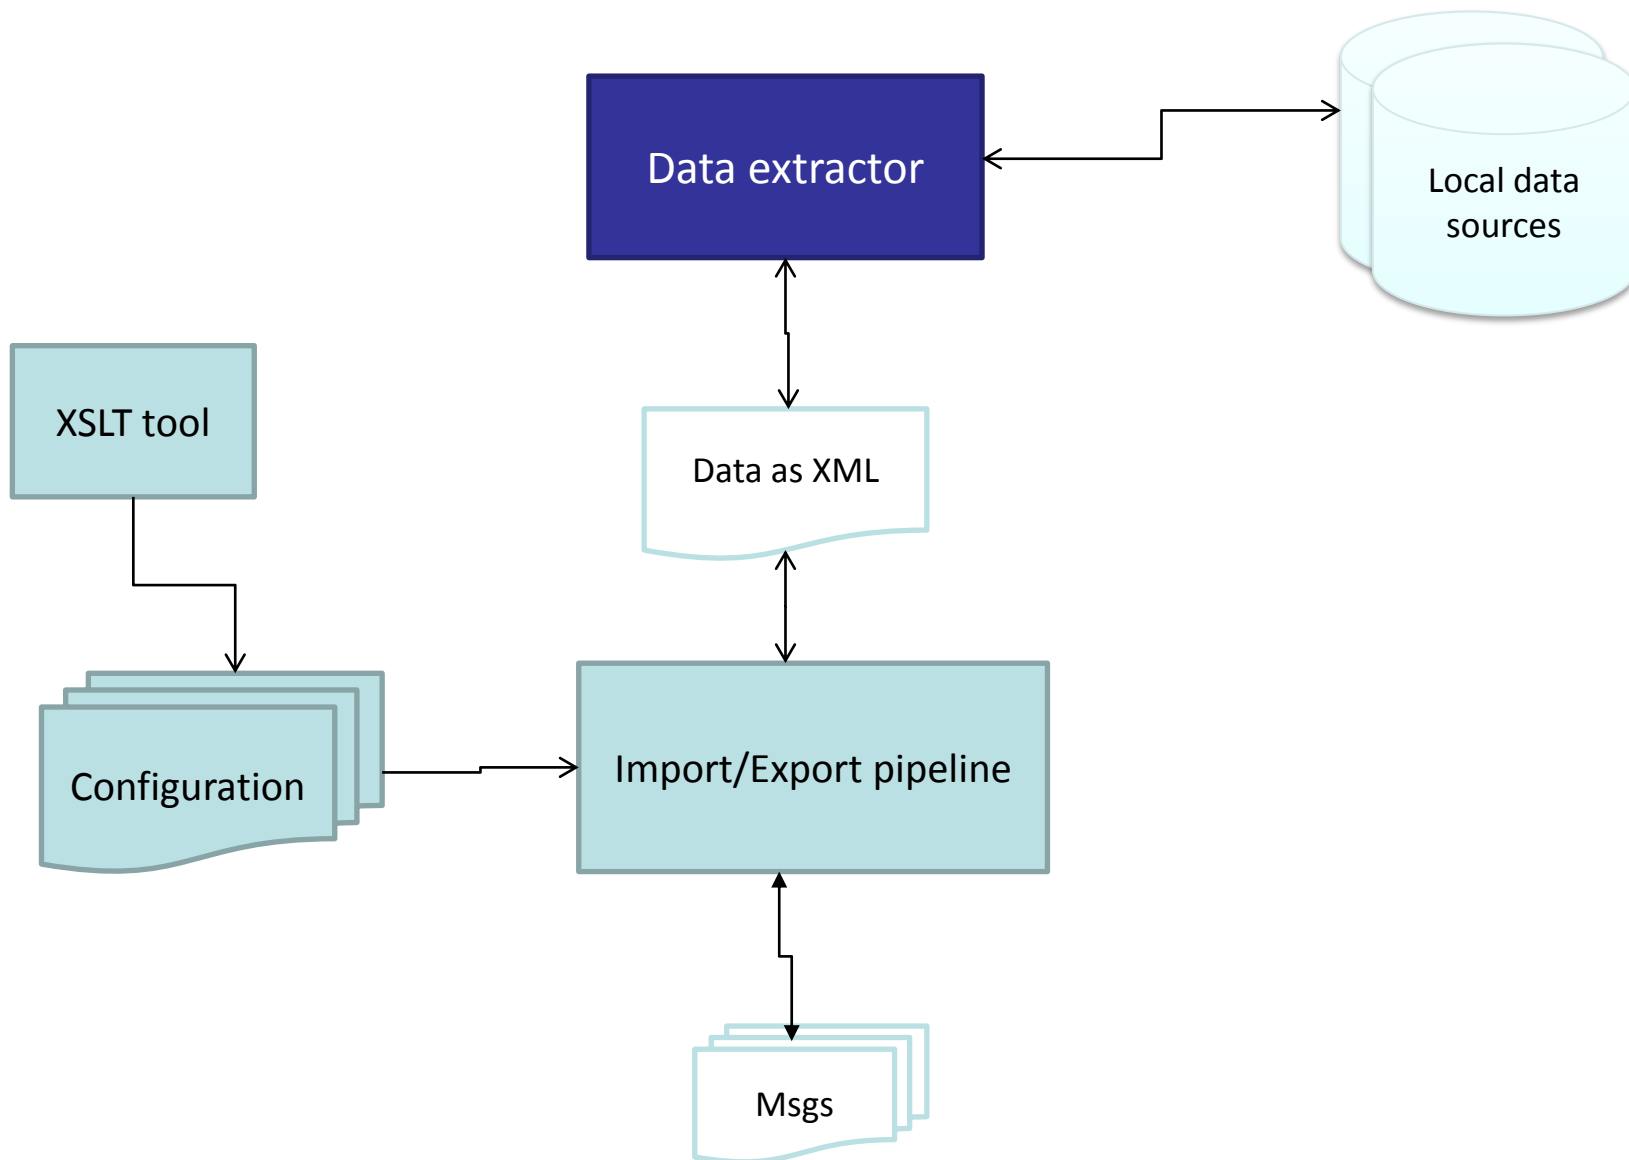 Data extractor
Local data
sources
XSLT tool
Data as XML
Configuration
Import/Export pipeline
Msgs